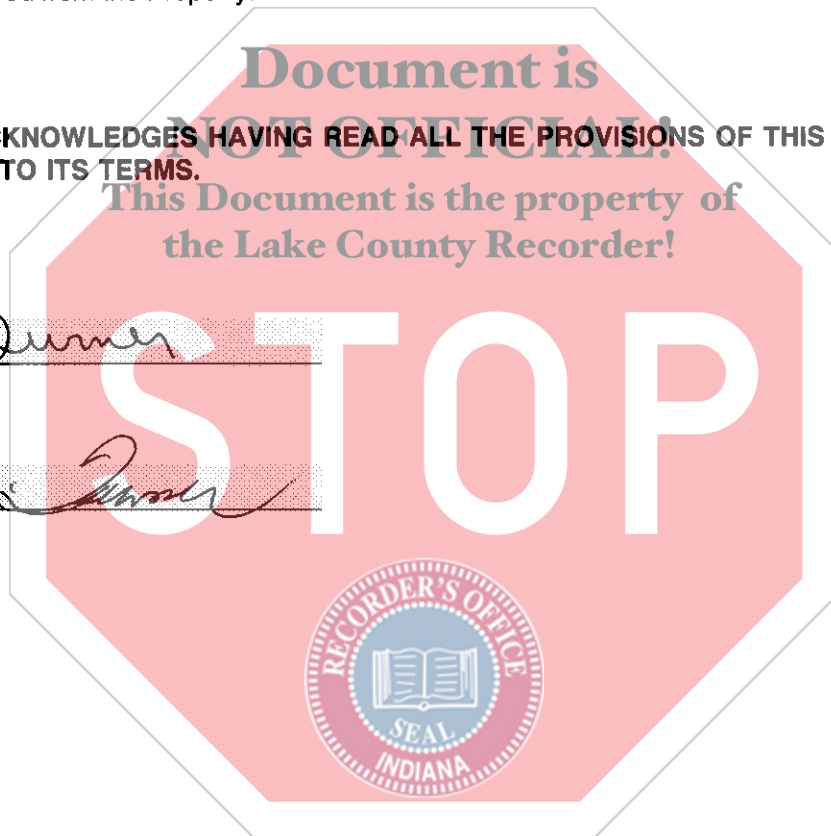 Document is
CKNOWLEDGES HAVING READ ALL THE PROVISIONS OF THIS
NOT OFFICIAL!
TO ITS TERMS.
This Document is the property of
the Lake County Recorder!
STOP
RECORDER'S OFFICE
SEAL
INDIANA